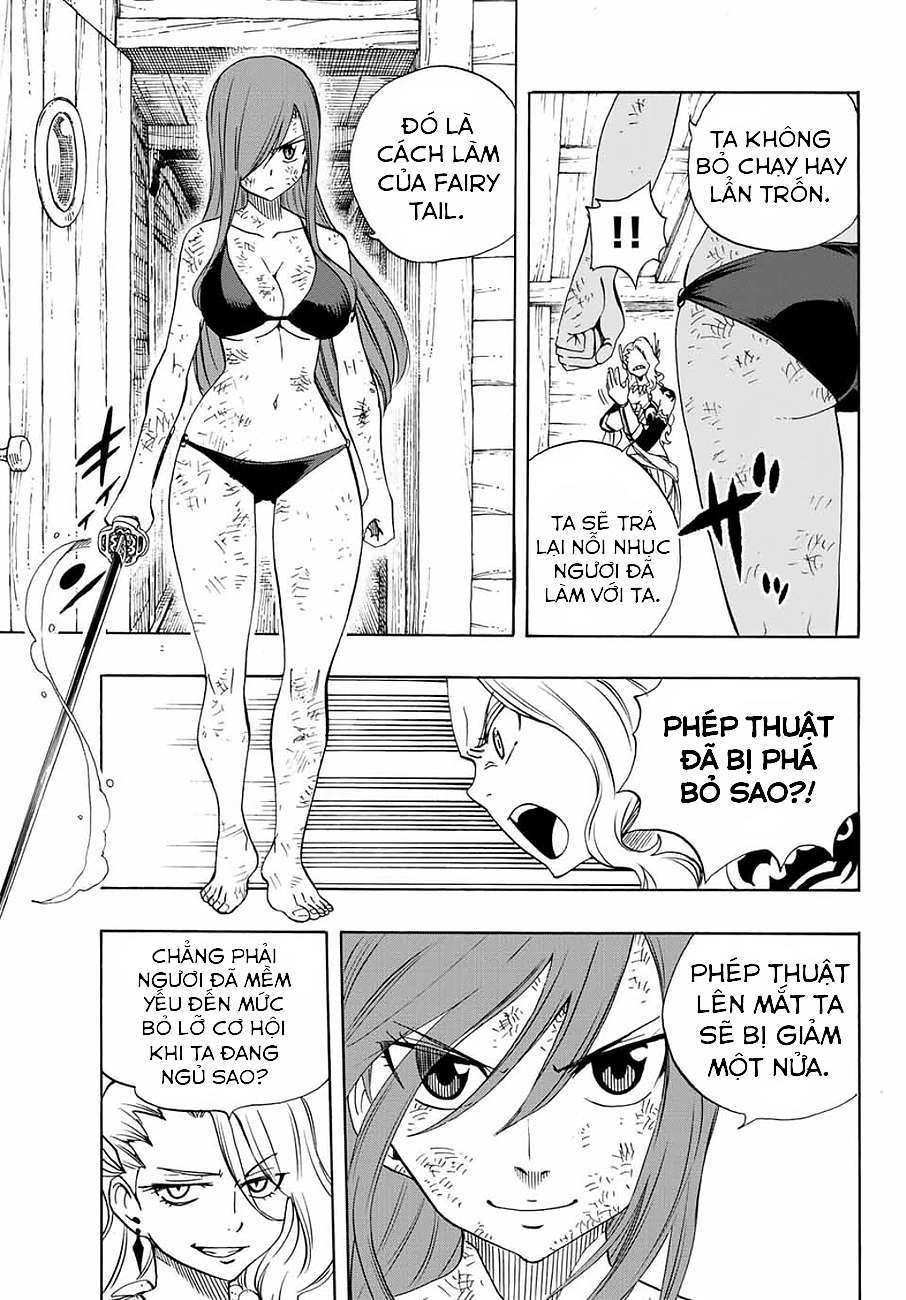 TA KHÔNG
BỎ CHẠY HAY
LẨN TRỐN.
!!
TA SẼ TRẢ
LẠI NỖI NHỤC
NGƯƠI ĐÃ
LÀM VỚI TA.
ĐÓ LÀ
CÁCH LÀM
CỦA FAIRY
TAIL.
PHÉP THUẬT
ĐÃ BỊ PHÁ
BỎ SAO?!
PHÉP THUẬT
LÊN MẮT TA
SẼ BỊ GIẢM
MỘT NỬA.
CHẲNG PHẢI
NGƯƠI ĐÃ MỀM
YẾU ĐẾN MỨC
BỎ LỠ CƠ HỘI
KHI TA ĐANG
NGỦ SAO?